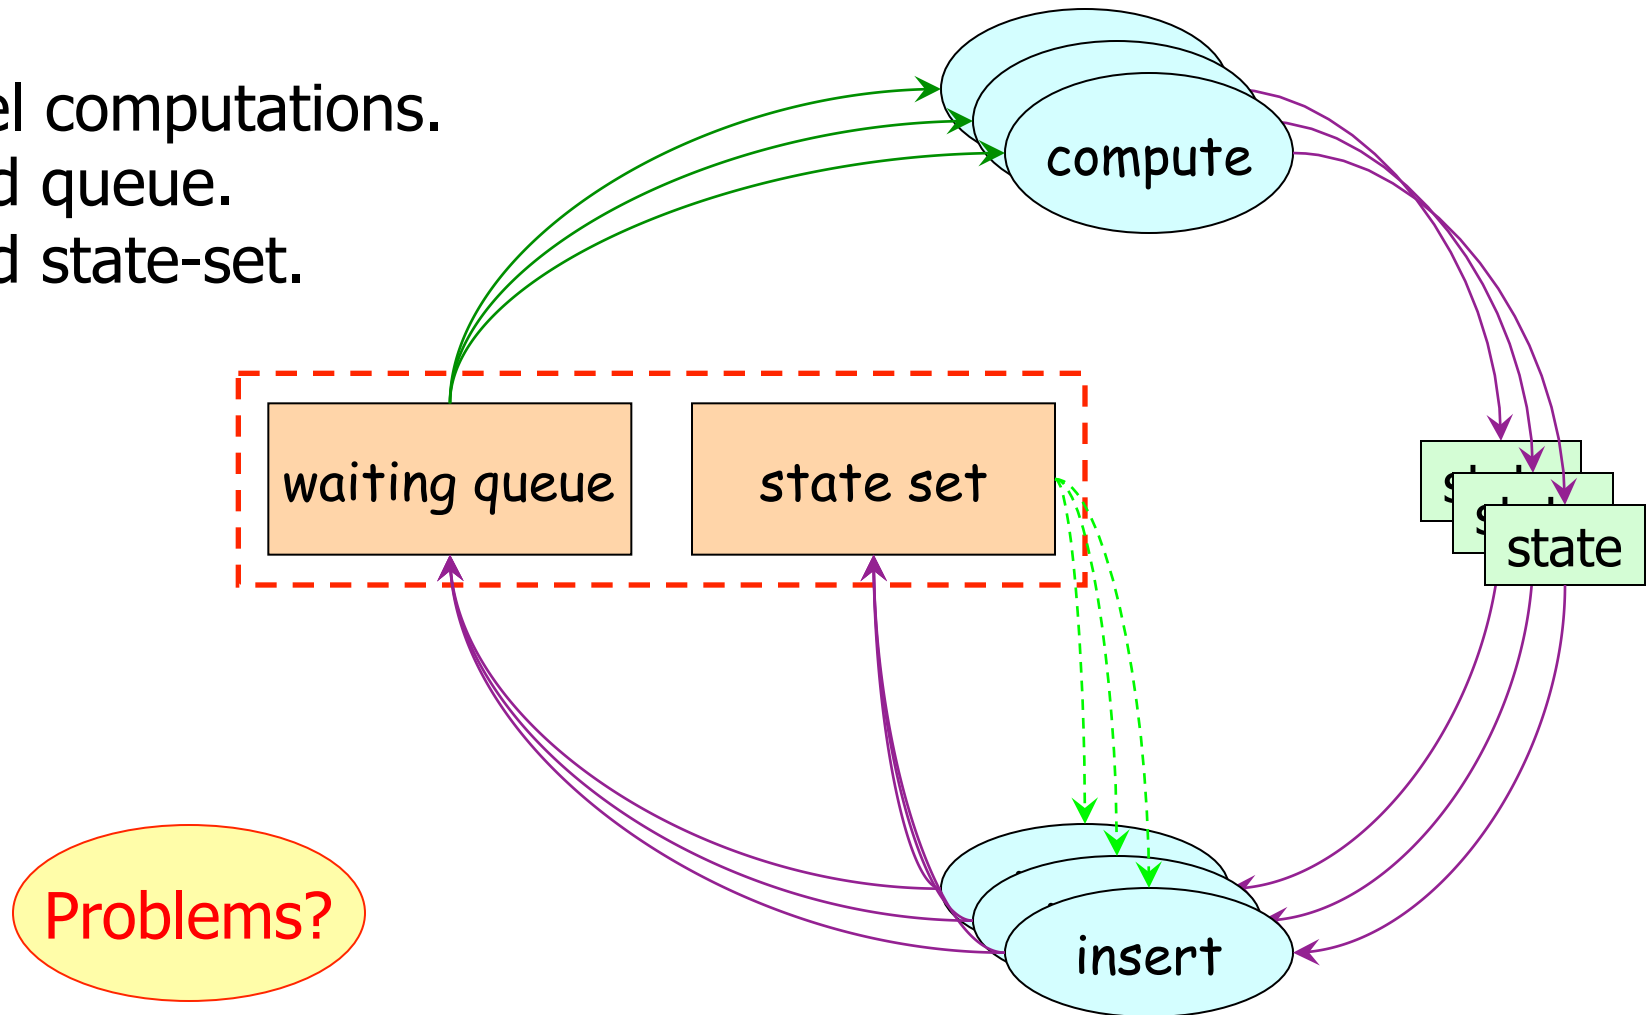 el computations.
d queue.
d state-set.
compute
waiting queue
state set
state
Problems?
insert